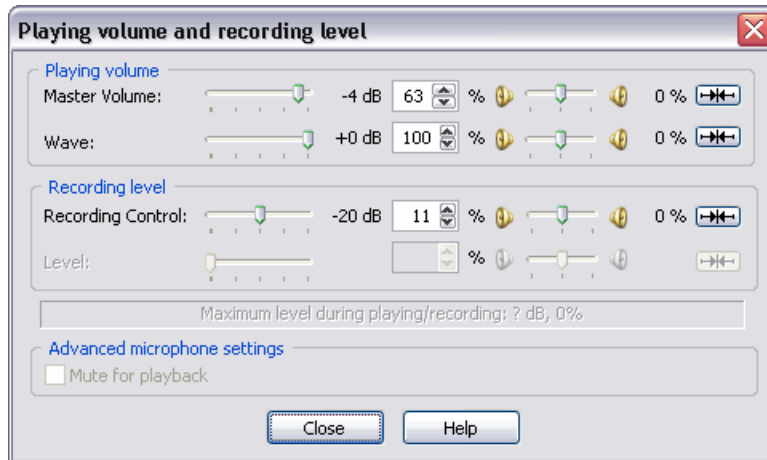 Playing volume and recording level
Playing volume
Master Volume: -4 dB 63 % 0 %
Wave: +0 dB 100 % 0 %
Recording level
Recording Control: -20 dB 11 % 0 %
Level: %
Maximum level during playing/recording: ? dB, 0%
Advanced microphone settings
Mute for playback
Close Help